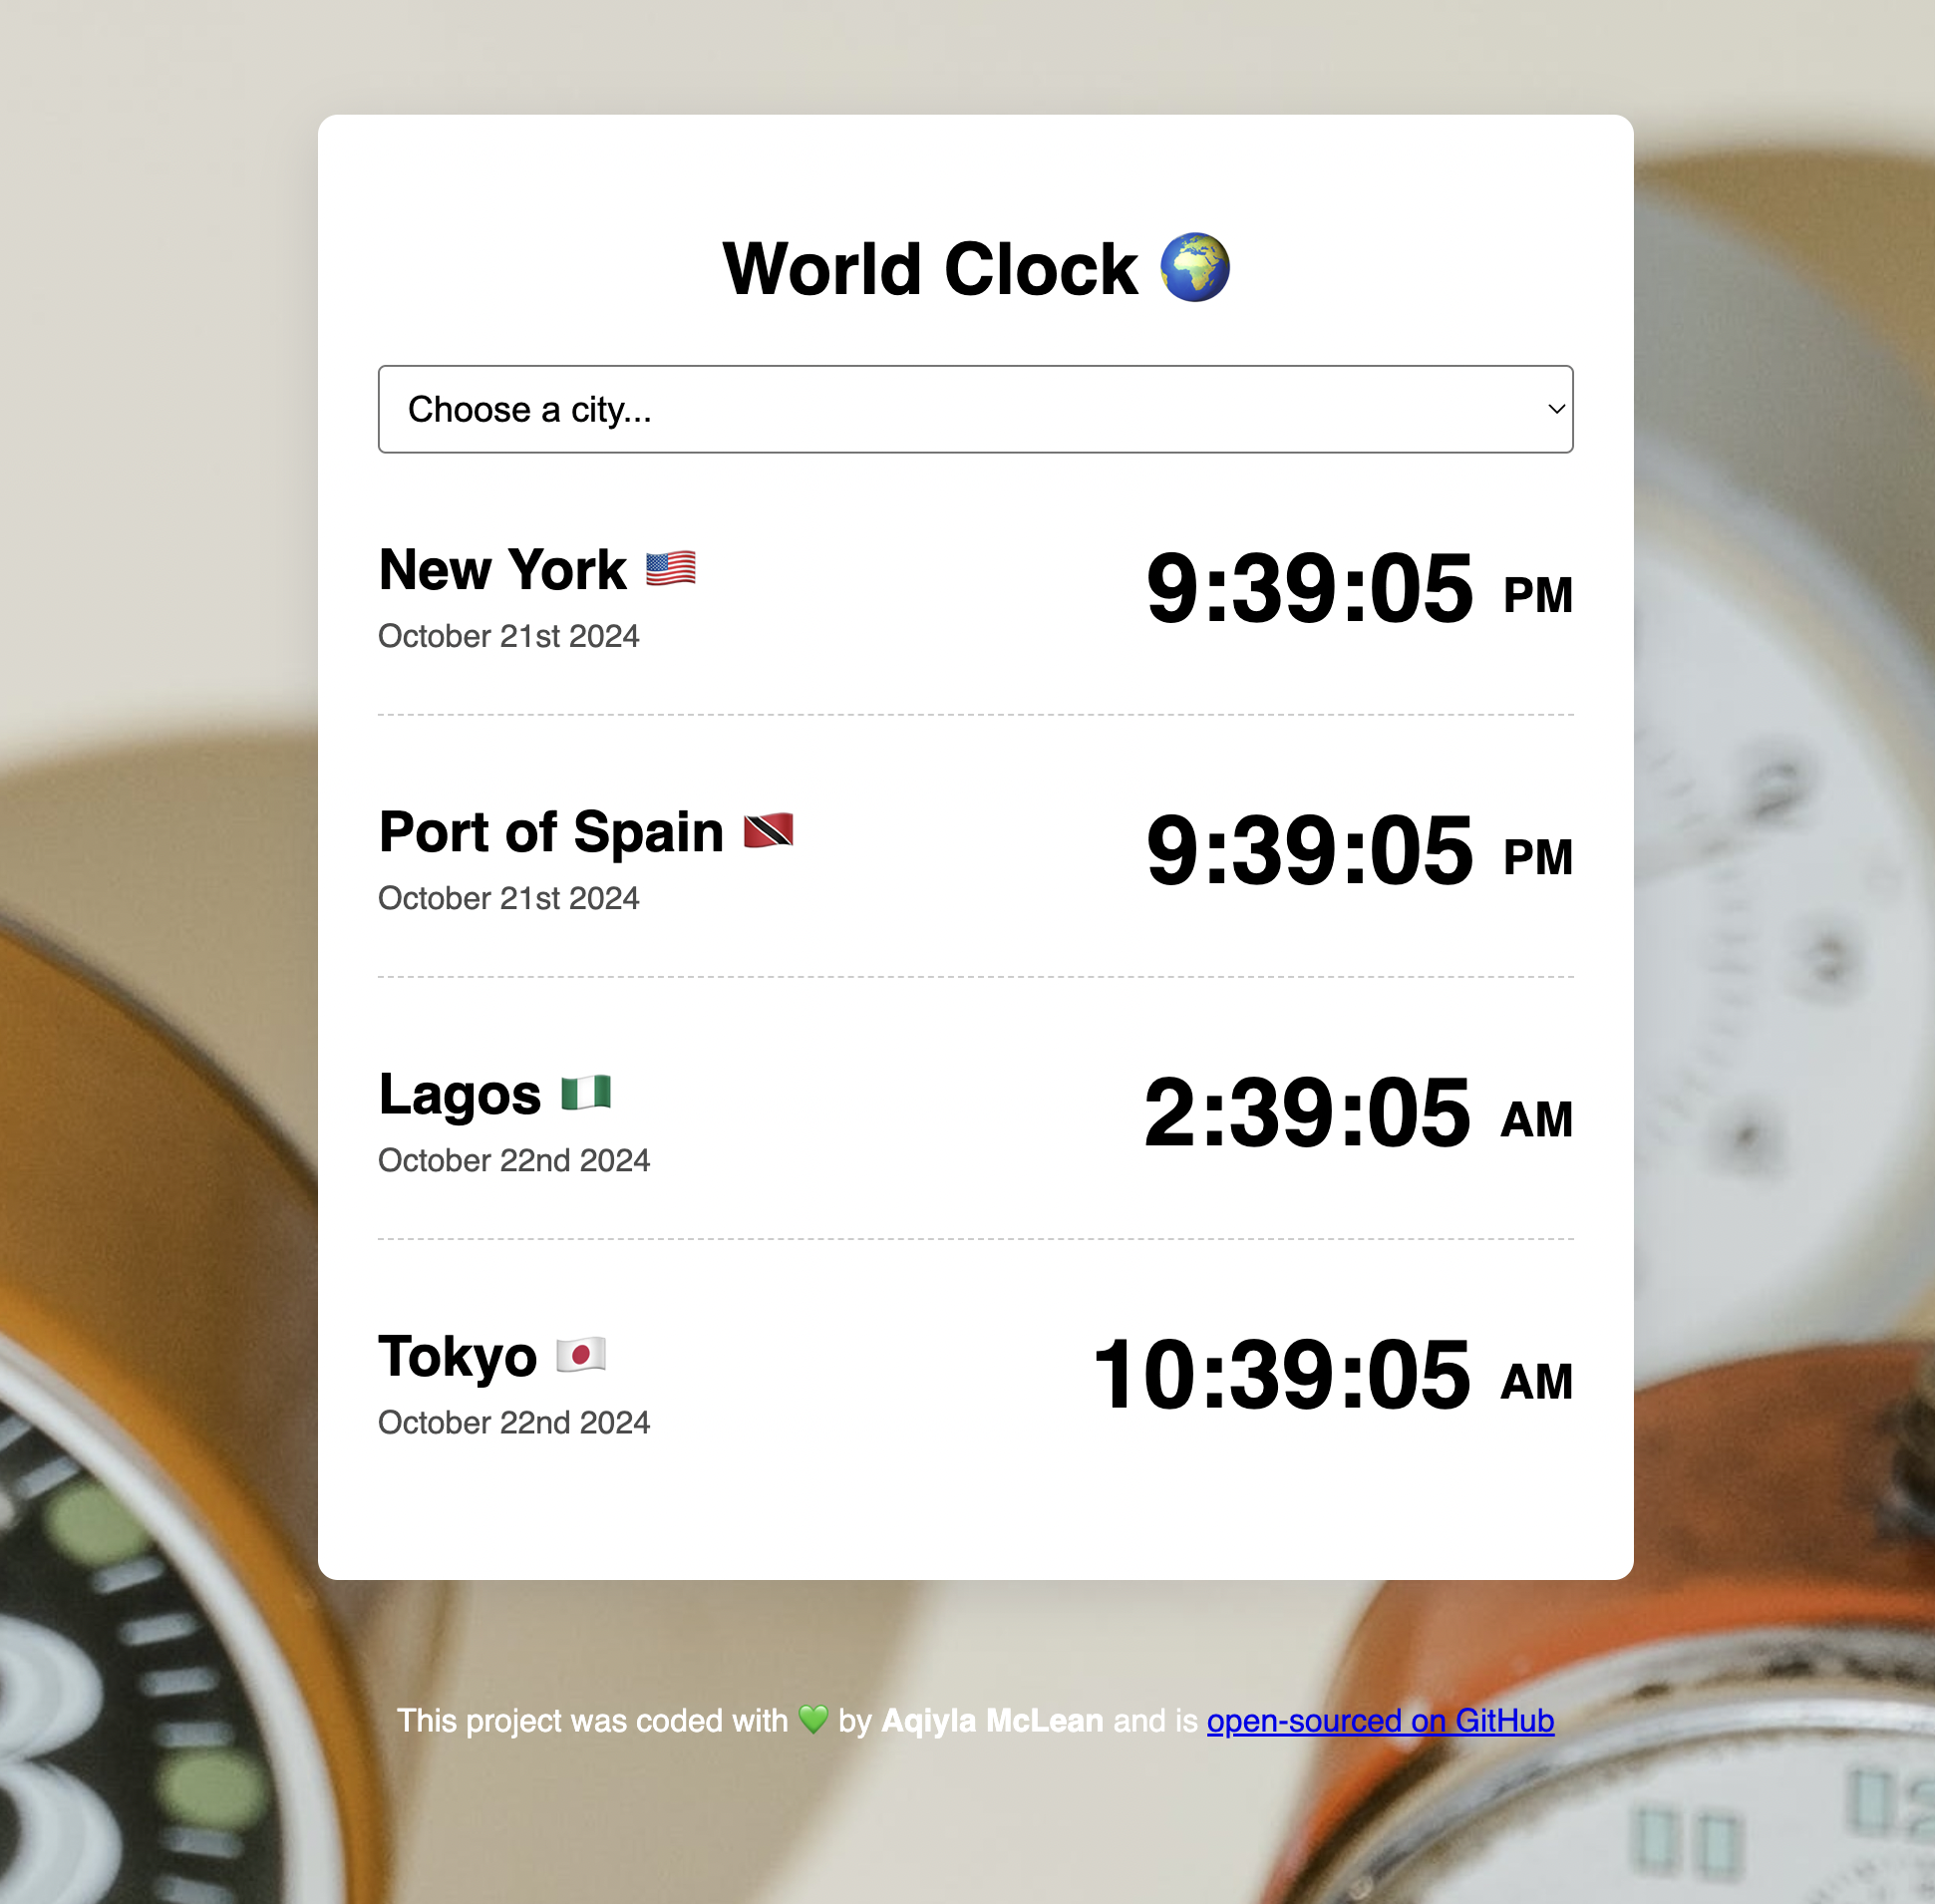 World Clock 🌍
Choose a city...
New York 🇺🇸
9:39:05 PM
October 21st 2024
Port of Spain 🇹🇹
9:39:05 PM
October 21st 2024
Lagos 🇳🇬
2:39:05 AM
October 22nd 2024
Tokyo 🇯🇵
10:39:05 AM
October 22nd 2024
This project was coded with 💚 by Aqiyla McLean and is open-sourced on GitHub